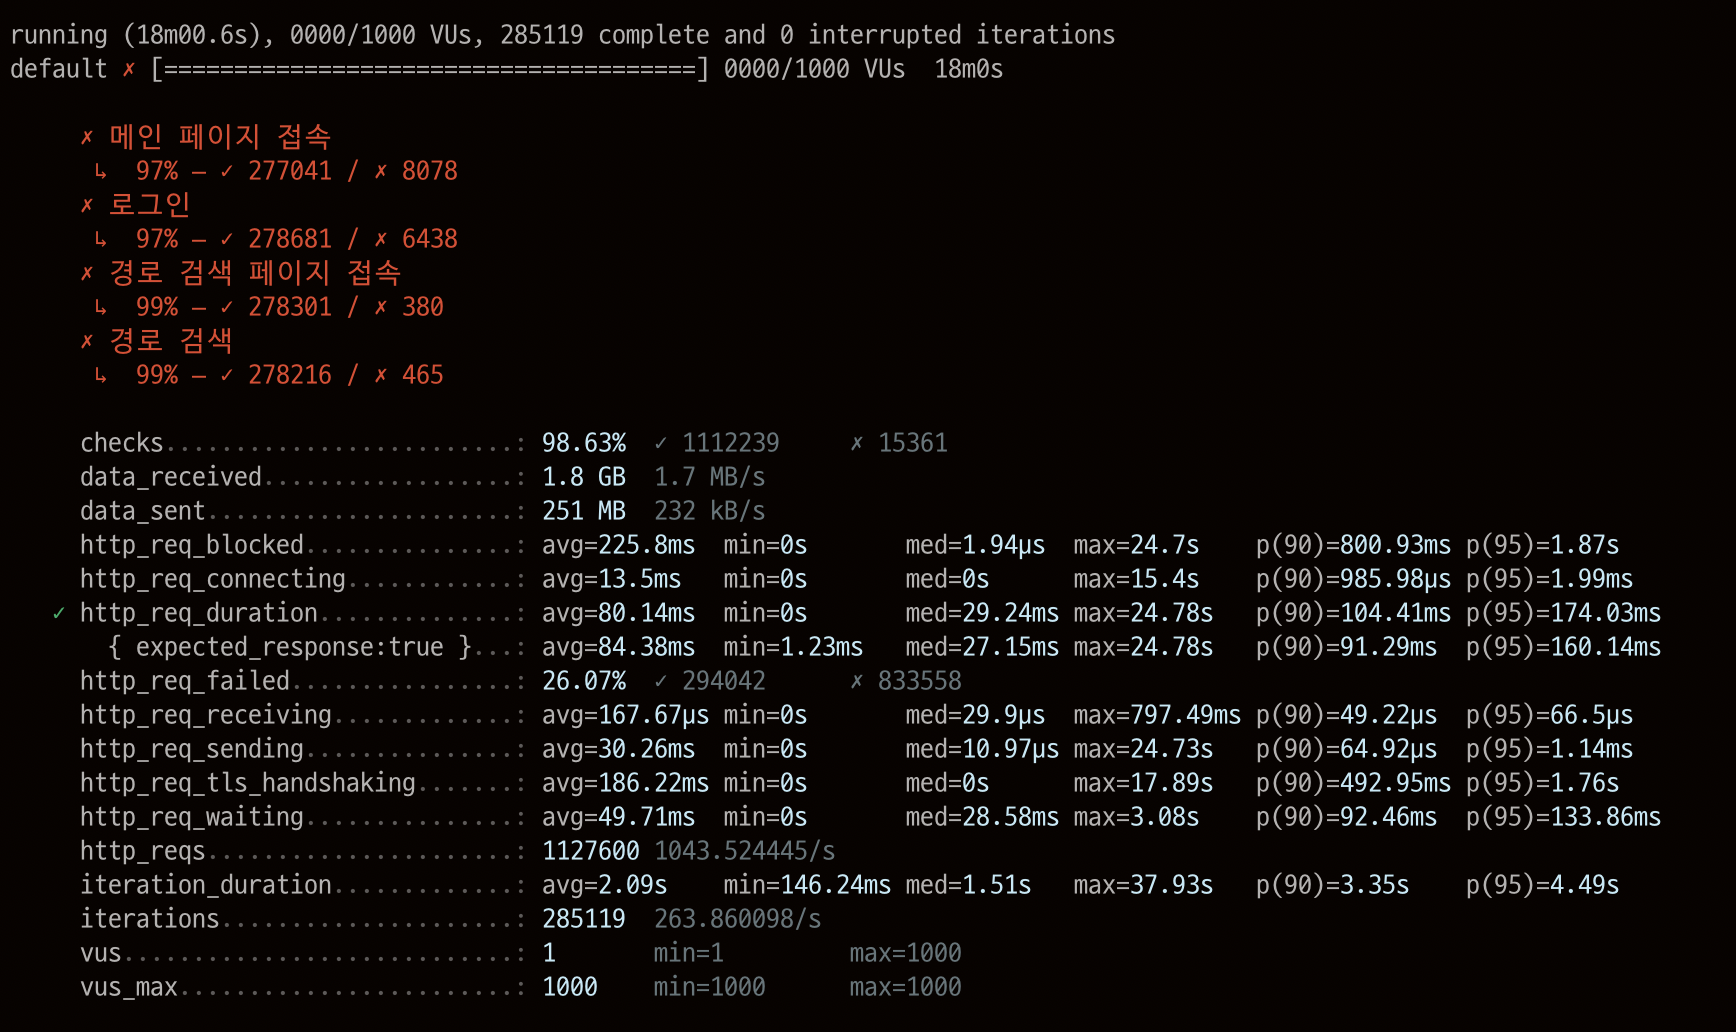 running (18m00.6s), 0000/1000 VUs, 285119 complete and 0 interrupted iterations
default ✗ [======================================] 0000/1000 VUs  18m0s
✗ 메인 페이지 접속
↳  97% — ✓ 277041 / ✗ 8078
✗ 로그인
↳  97% — ✓ 278681 / ✗ 6438
✗ 경로 검색 페이지 접속
↳  99% — ✓ 278301 / ✗ 380
✗ 경로 검색
↳  99% — ✓ 278216 / ✗ 465
checks.........................: 98.63%  ✓ 1112239     ✗ 15361
data_received..................: 1.8 GB  1.7 MB/s
data_sent......................: 251 MB  232 kB/s
http_req_blocked...............: avg=225.8ms  min=0s       med=1.94µs  max=24.7s    p(90)=800.93ms p(95)=1.87s
http_req_connecting............: avg=13.5ms   min=0s       med=0s      max=15.4s    p(90)=985.98µs p(95)=1.99ms
✓ http_req_duration..............: avg=80.14ms  min=0s       med=29.24ms max=24.78s   p(90)=104.41ms p(95)=174.03ms
{ expected_response:true }...: avg=84.38ms  min=1.23ms   med=27.15ms max=24.78s   p(90)=91.29ms  p(95)=160.14ms
http_req_failed................: 26.07%  ✓ 294042      ✗ 833558
http_req_receiving.............: avg=167.67µs min=0s       med=29.9µs  max=797.49ms p(90)=49.22µs  p(95)=66.5µs
http_req_sending...............: avg=30.26ms  min=0s       med=10.97µs max=24.73s   p(90)=64.92µs  p(95)=1.14ms
http_req_tls_handshaking.......: avg=186.22ms min=0s       med=0s      max=17.89s   p(90)=492.95ms p(95)=1.76s
http_req_waiting...............: avg=49.71ms  min=0s       med=28.58ms max=3.08s    p(90)=92.46ms  p(95)=133.86ms
http_reqs......................: 1127600 1043.524445/s
iteration_duration.............: avg=2.09s    min=146.24ms med=1.51s   max=37.93s   p(90)=3.35s    p(95)=4.49s
iterations.....................: 285119  263.860098/s
vus............................: 1       min=1         max=1000
vus_max........................: 1000    min=1000      max=1000